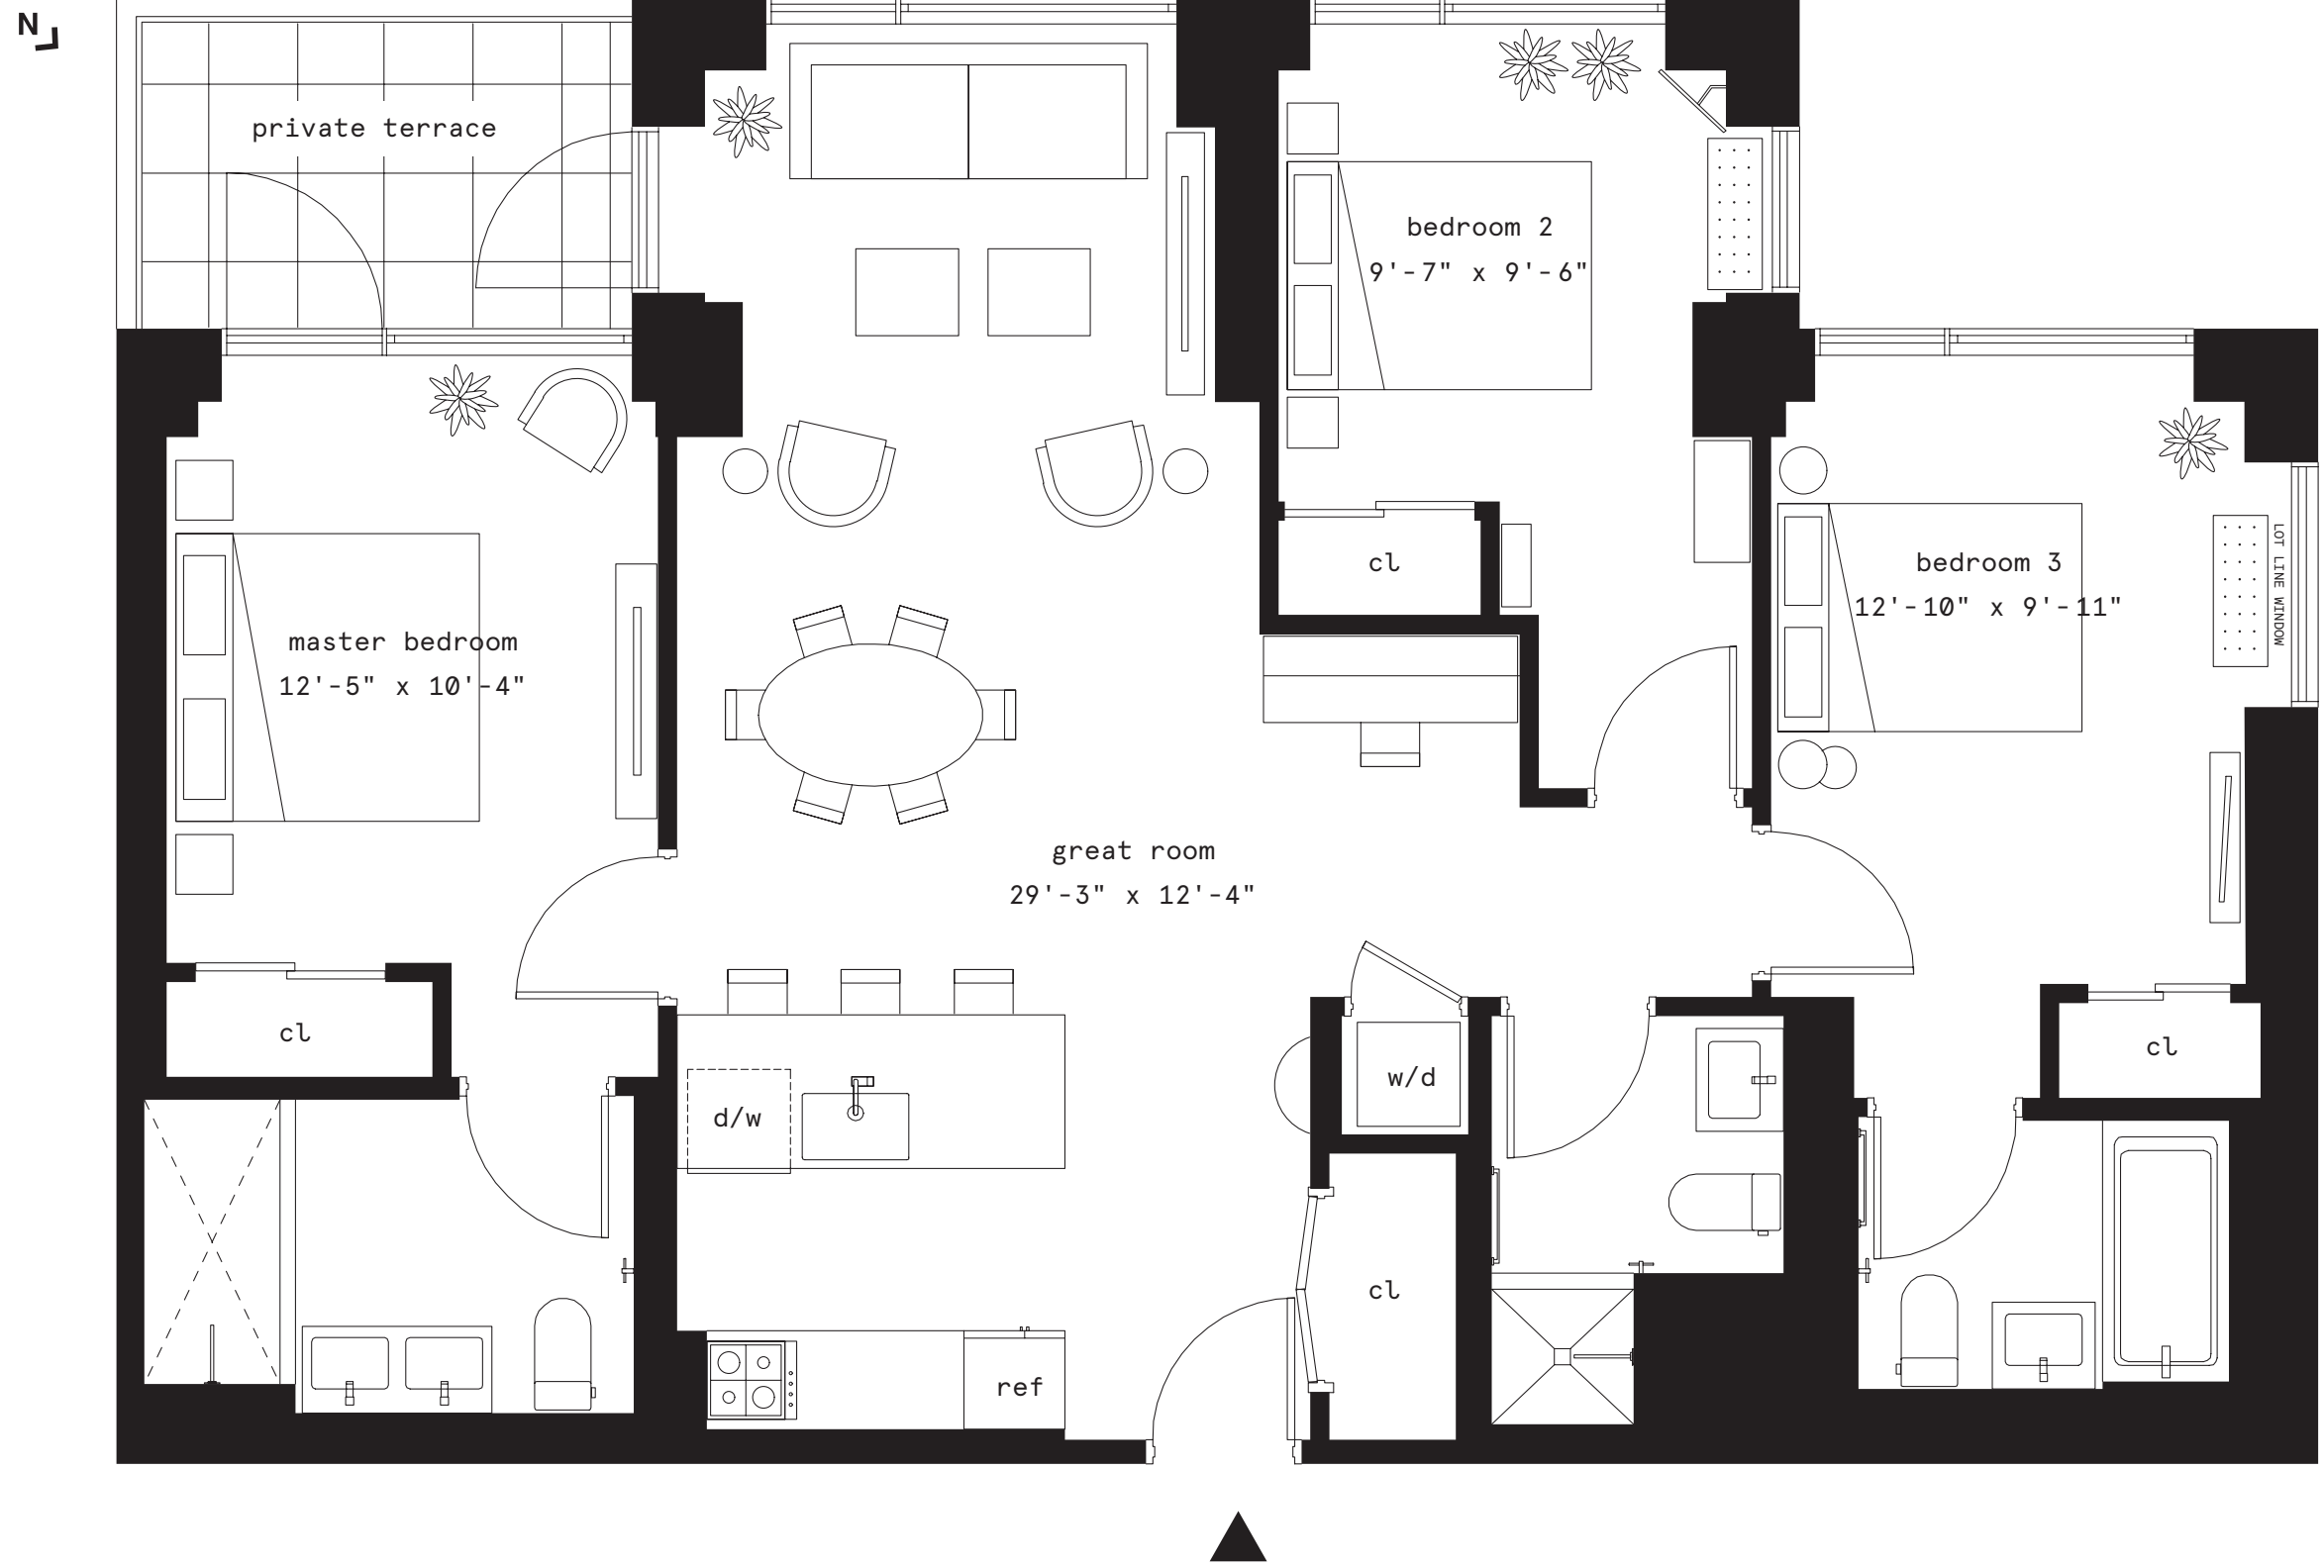 N
private terrace
bedroom 2
9'-7" x 9'-6"
cl
bedroom 3
12'-10" x 9'-11"
LOT LINE WINDOW
master bedroom
12'-5" x 10'-4"
great room
29'-3" x 12'-4"
cl
cl
w/d
d/w
cl
ref